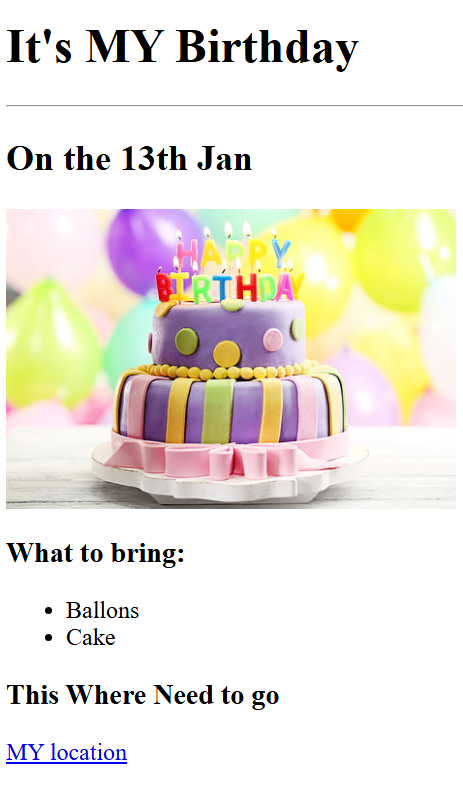 It's MY Birthday
On the 13th Jan
HAPPY
BIRTHDAY
What to bring:
Ballons
Cake
This Where Need to go
MY location